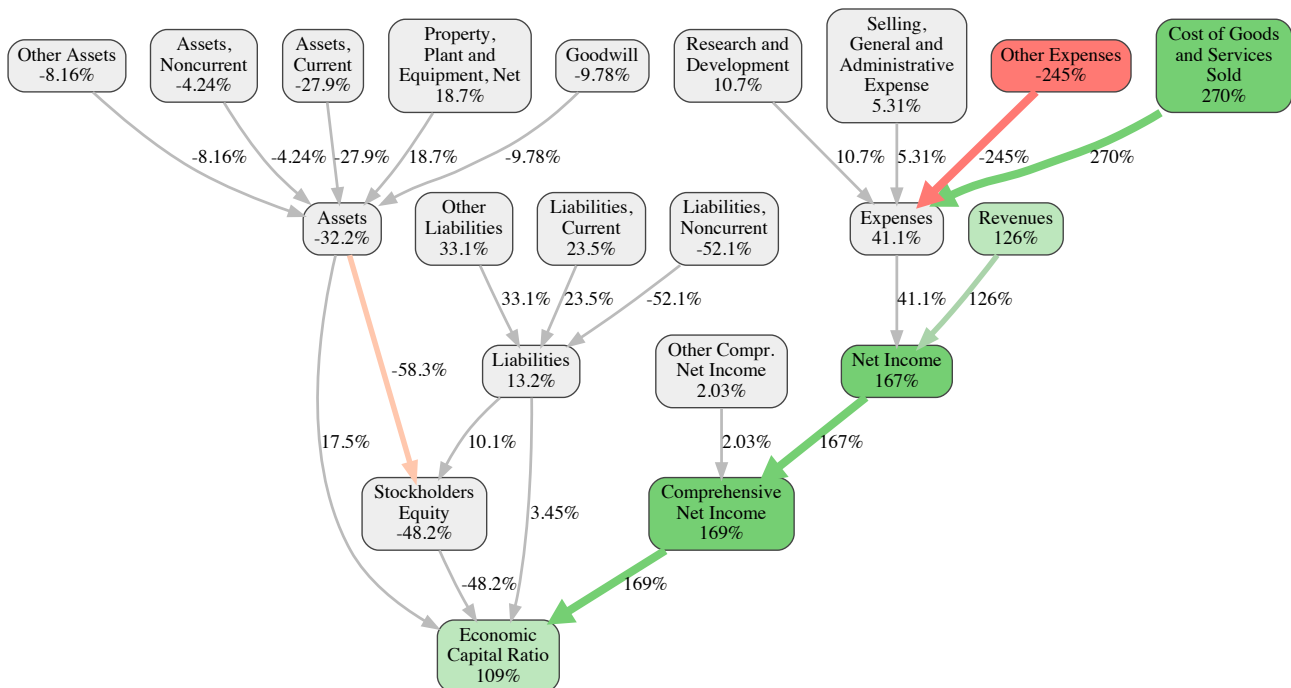 Other Assets
-8.16%
Assets,
Noncurrent
-4.24%
Assets,
Current
-27.9%
Property,
Plant and
Equipment, Net
18.7%
Goodwill
-9.78%
Research and
Development
10.7%
Selling,
General and
Administrative
Expense
5.31%
Other Expenses
-245%
Cost of Goods
and Services
Sold
270%
-8.16%
-4.24%
-27.9%
18.7%
-9.78%
10.7%
5.31%
-245%
270%
Assets
-32.2%
Other
Liabilities
33.1%
Liabilities,
Current
23.5%
Liabilities,
Noncurrent
-52.1%
Expenses
41.1%
Revenues
126%
33.1%
23.5%
-52.1%
41.1%
126%
-58.3%
Liabilities
13.2%
Other Compr.
Net Income
2.03%
Net Income
167%
17.5%
10.1%
2.03%
167%
Stockholders
Equity
-48.2%
3.45%
Comprehensive
Net Income
169%
-48.2%
169%
Economic
Capital Ratio
109%